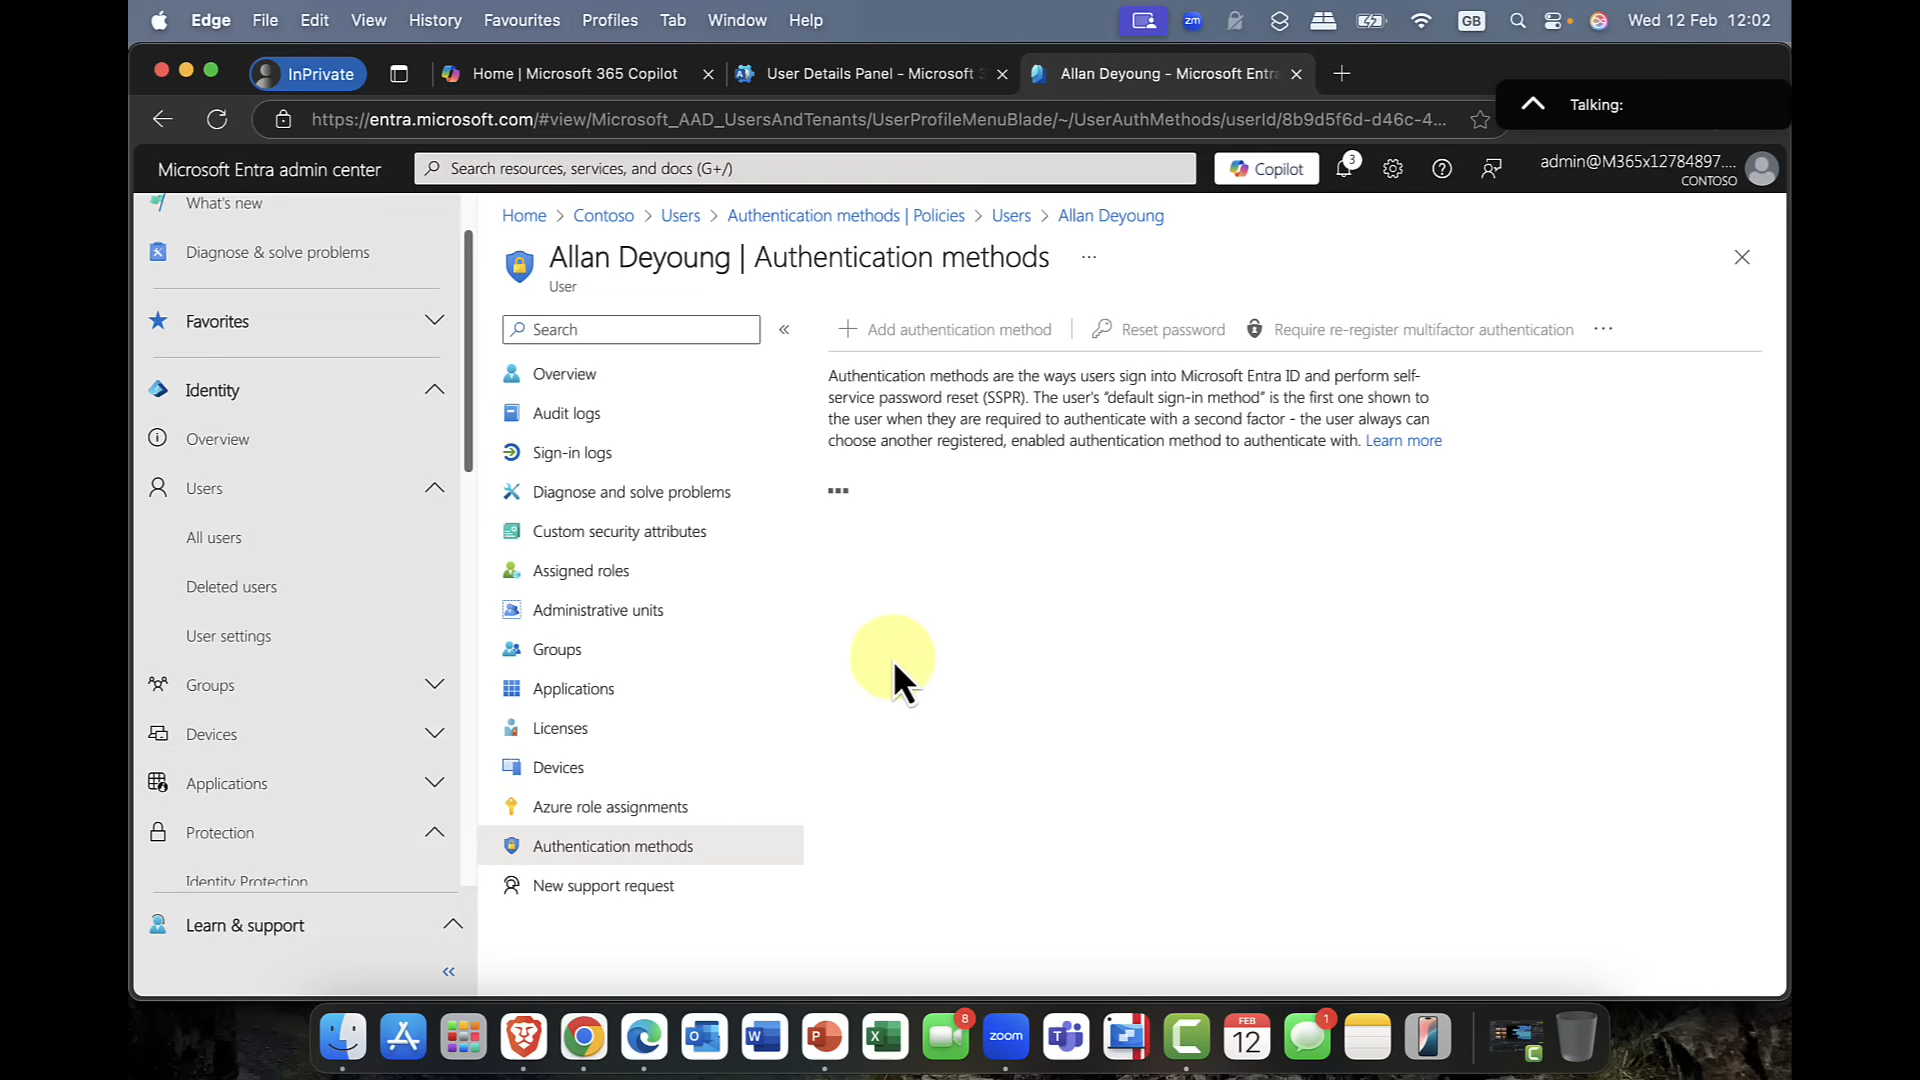 Edge File Edit View History Favourites Profiles Tab Window Help
zm GB Wed 12 Feb 12:02
InPrivate
Home | Microsoft 365 Copilot
User Details Panel - Microsoft 3
Allan Deyoung - Microsoft Entra
Talking:
https://entra.microsoft.com/#view/Microsoft_AAD_UsersAndTenants/UserProfileMenuBlade/~/UserAuthMethods/userId/8b9d5f6d-d46c-4...
Microsoft Entra admin center
Search resources, services, and docs (G+/)
Copilot
3
admin@M365x12784897....
CONTOSO
What's new
Diagnose & solve problems
Favorites
Identity
Overview
Users
All users
Deleted users
User settings
Groups
Devices
Applications
Protection
Identity Protection
Learn & support
Home > Contoso > Users > Authentication methods | Policies > Users > Allan Deyoung
Allan Deyoung | Authentication methods ...
User
Search
Overview
Audit logs
Sign-in logs
Diagnose and solve problems
Custom security attributes
Assigned roles
Administrative units
Groups
Applications
Licenses
Devices
Azure role assignments
Authentication methods
New support request
Add authentication method
Reset password
Require re-register multifactor authentication
Authentication methods are the ways users sign into Microsoft Entra ID and perform self-
service password reset (SSPR). The user's "default sign-in method" is the first one shown to
the user when they are required to authenticate with a second factor - the user always can
choose another registered, enabled authentication method to authenticate with. Learn more
8
zoom
FEB
12
1